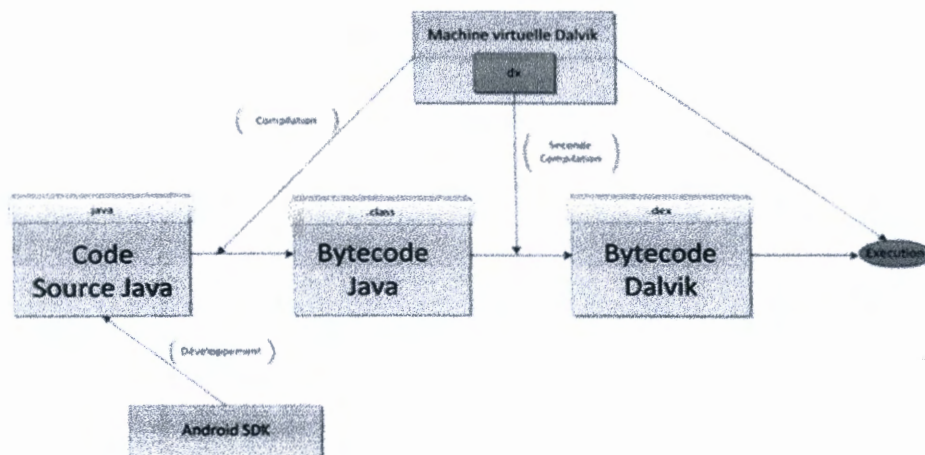 Machine virtuelle Dalvik
dx
Compilation
Seconde
Compilation
.java
Code
Source Java
.class
Bytecode
Java
.dex
Bytecode
Dalvik
Execution
Développement
Android SDK